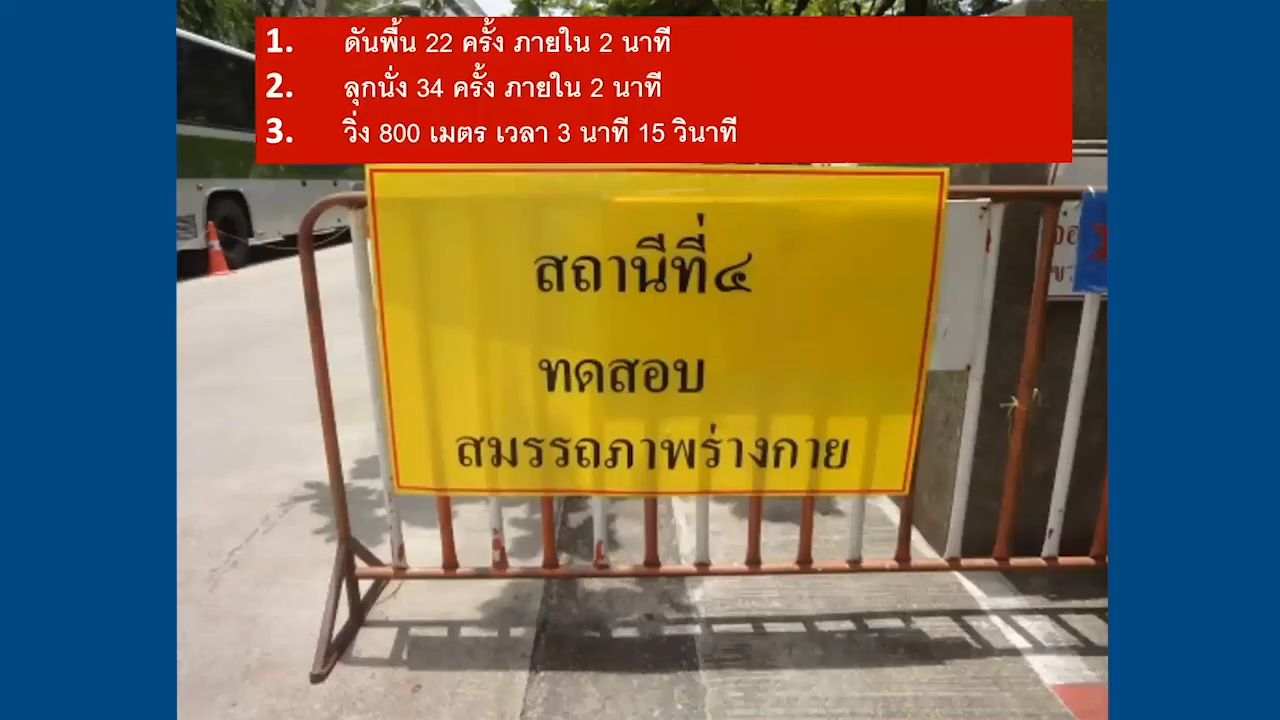 1. ดันพื้น 22 ครั้ง ภายใน 2 นาที
2. ลุกนั่ง 34 ครั้ง ภายใน 2 นาที
3. วิ่ง 800 เมตร เวลา 3 นาที 15 วินาที
สถานีที่๔
ทดสอบ
สมรรถภาพร่างกาย